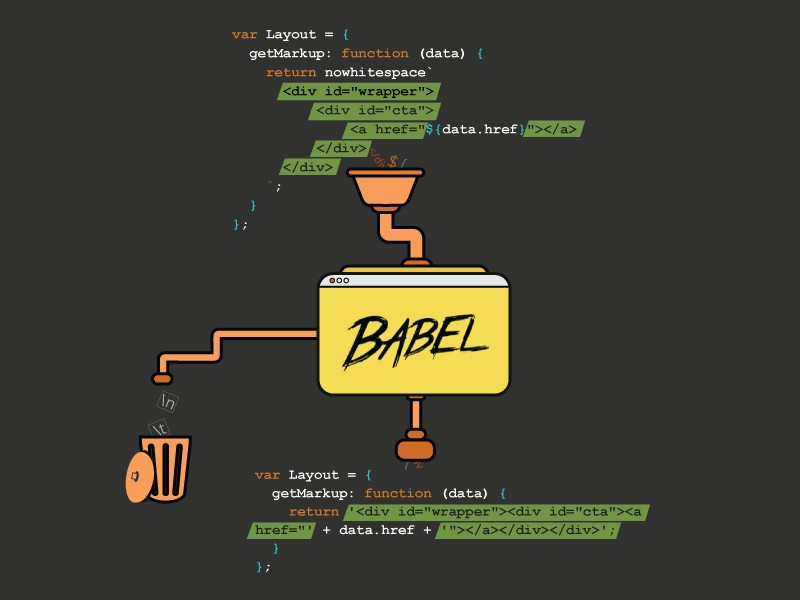 var Layout = {
getMarkup: function (data) {
return nowhitespace`
<div id="wrapper">
<div id="cta">
<a href="${data.href}"></a>
</div>
</div>
`;
}
};
$ {
BABEL
\n
\t
var Layout = {
getMarkup: function (data) {
return '<div id="wrapper"><div id="cta"><a
href="' + data.href + '"></a></div></div>';
}
};